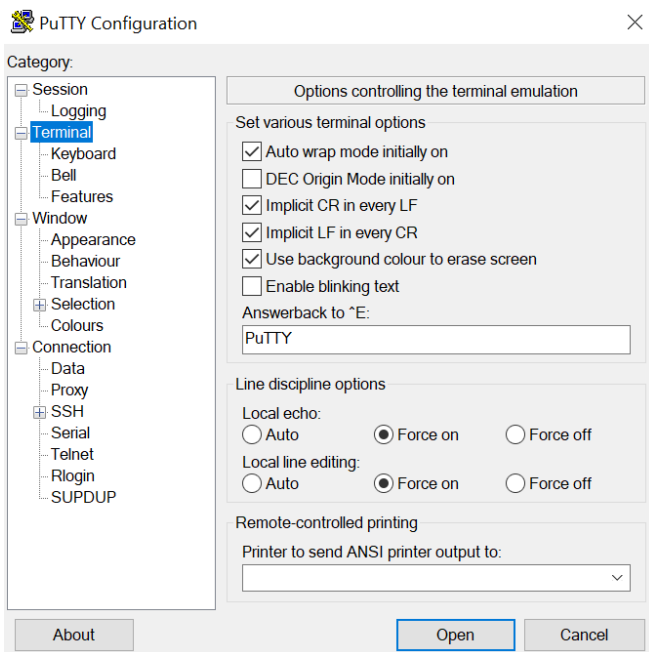 PuTTY Configuration
Category:
Session
Logging
Terminal
Keyboard
Bell
Features
Window
Appearance
Behaviour
Translation
Selection
Colours
Connection
Data
Proxy
SSH
Serial
Telnet
Rlogin
SUPDUP
Options controlling the terminal emulation
Set various terminal options
Auto wrap mode initially on
DEC Origin Mode initially on
Implicit CR in every LF
Implicit LF in every CR
Use background colour to erase screen
Enable blinking text
Answerback to ^E:
PuTTY
Line discipline options
Local echo:
Auto Force on Force off
Local line editing:
Auto Force on Force off
Remote-controlled printing
Printer to send ANSI printer output to:
About Open Cancel